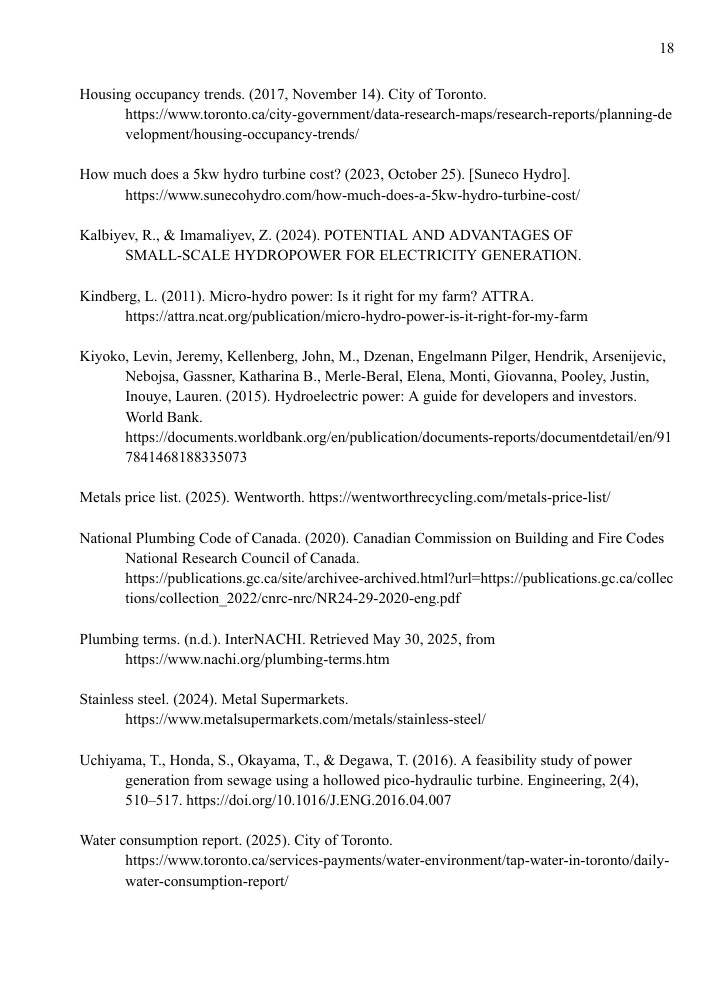 18
Housing occupancy trends. (2017, November 14). City of Toronto.
https://www.toronto.ca/city-government/data-research-maps/research-reports/planning-de
velopment/housing-occupancy-trends/
How much does a 5kw hydro turbine cost? (2023, October 25). [Suneco Hydro].
https://www.sunecohydro.com/how-much-does-a-5kw-hydro-turbine-cost/
Kalbiyev, R., & Imamaliyev, Z. (2024). POTENTIAL AND ADVANTAGES OF
SMALL-SCALE HYDROPOWER FOR ELECTRICITY GENERATION.
Kindberg, L. (2011). Micro-hydro power: Is it right for my farm? ATTRA.
https://attra.ncat.org/publication/micro-hydro-power-is-it-right-for-my-farm
Kiyoko, Levin, Jeremy, Kellenberg, John, M., Dzenan, Engelmann Pilger, Hendrik, Arsenijevic,
Nebojsa, Gassner, Katharina B., Merle-Beral, Elena, Monti, Giovanna, Pooley, Justin,
Inouye, Lauren. (2015). Hydroelectric power: A guide for developers and investors.
World Bank.
https://documents.worldbank.org/en/publication/documents-reports/documentdetail/en/91
7841468188335073
Metals price list. (2025). Wentworth. https://wentworthrecycling.com/metals-price-list/
National Plumbing Code of Canada. (2020). Canadian Commission on Building and Fire Codes
National Research Council of Canada.
https://publications.gc.ca/site/archivee-archived.html?url=https://publications.gc.ca/collec
tions/collection_2022/cnrc-nrc/NR24-29-2020-eng.pdf
Plumbing terms. (n.d.). InterNACHI. Retrieved May 30, 2025, from
https://www.nachi.org/plumbing-terms.htm
Stainless steel. (2024). Metal Supermarkets.
https://www.metalsupermarkets.com/metals/stainless-steel/
Uchiyama, T., Honda, S., Okayama, T., & Degawa, T. (2016). A feasibility study of power
generation from sewage using a hollowed pico-hydraulic turbine. Engineering, 2(4),
510–517. https://doi.org/10.1016/J.ENG.2016.04.007
Water consumption report. (2025). City of Toronto.
https://www.toronto.ca/services-payments/water-environment/tap-water-in-toronto/daily-
water-consumption-report/